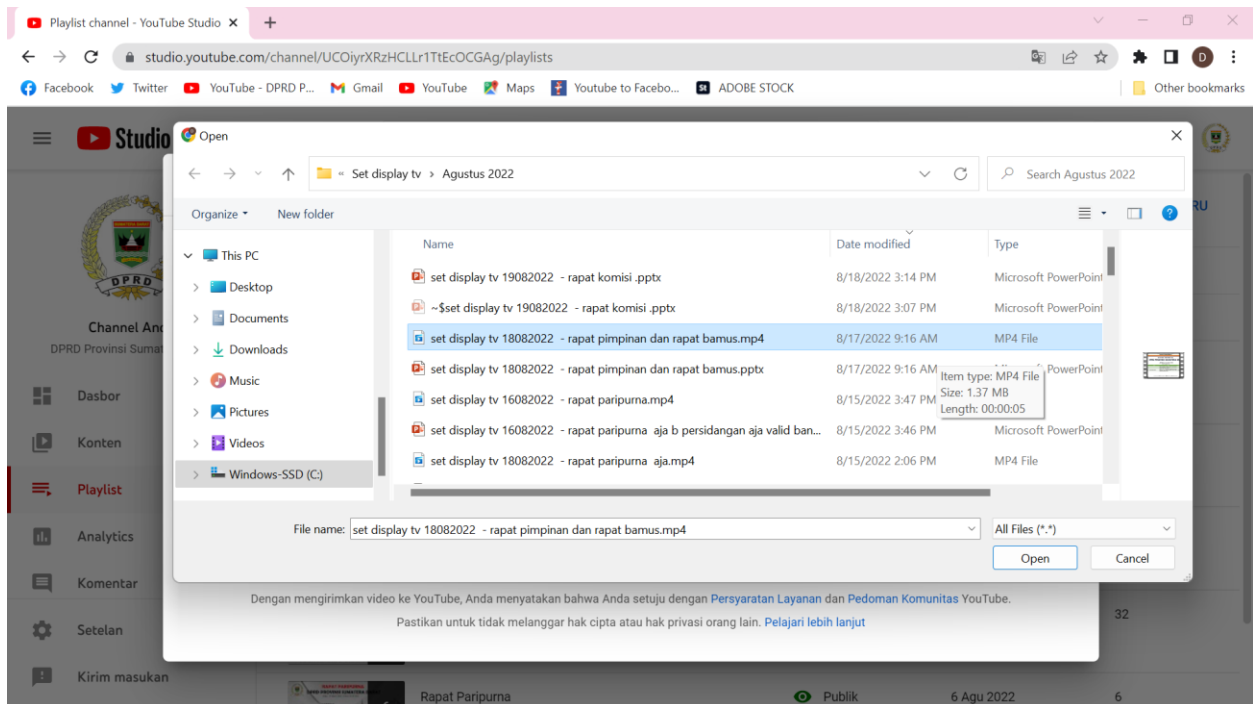 Playlist channel - YouTube Studio
studio.youtube.com/channel/UCOiyrXRzHCLLr1TtEcOCGAg/playlists
D
Facebook Twitter YouTube - DPRD P... Gmail YouTube Maps Youtube to Facebo... St ADOBE STOCK Other bookmarks
Studio
Open
« Set display tv › Agustus 2022
Search Agustus 2022
Organize New folder
RU
Name Date modified Type
This PC
Desktop
Documents
Downloads
Music
Pictures
Videos
Windows-SSD (C:)
set display tv 19082022 - rapat komisi .pptx 8/18/2022 3:14 PM Microsoft PowerPoint
~$set display tv 19082022 - rapat komisi .pptx 8/18/2022 3:07 PM Microsoft PowerPoint
set display tv 18082022 - rapat pimpinan dan rapat bamus.mp4 8/17/2022 9:16 AM MP4 File
set display tv 18082022 - rapat pimpinan dan rapat bamus.pptx 8/17/2022 9:16 AM PowerPoint
set display tv 16082022 - rapat paripurna.mp4 8/15/2022 3:47 PM
set display tv 16082022 - rapat paripurna aja b persidangan aja valid ban... 8/15/2022 3:46 PM Microsoft PowerPoint
set display tv 18082022 - rapat paripurna aja.mp4 8/15/2022 2:06 PM MP4 File
Item type: MP4 File
Size: 1.37 MB
Length: 00:00:05
File name: set display tv 18082022 - rapat pimpinan dan rapat bamus.mp4
All Files (*.*)
Open Cancel
DPRD
Channel And
DPRD Provinsi Sumat
Dasbor
Konten
Playlist
Analytics
Komentar
Setelan
Kirim masukan
Dengan mengirimkan video ke YouTube, Anda menyatakan bahwa Anda setuju dengan Persyaratan Layanan dan Pedoman Komunitas YouTube.
Pastikan untuk tidak melanggar hak cipta atau hak privasi orang lain. Pelajari lebih lanjut
32
Rapat Paripurna Publik 6 Agu 2022 6